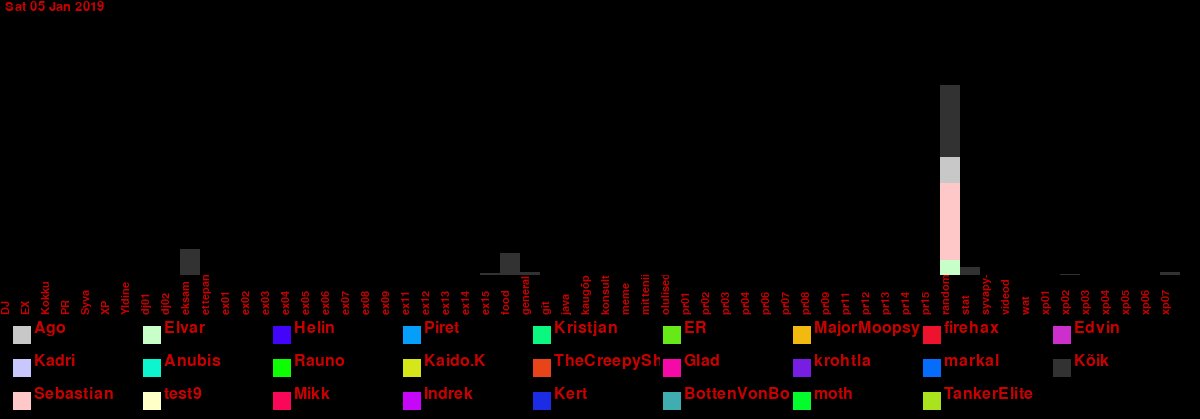 Sat 05 Jan 2019
DJ EX Kokku PR Syva XP Yldine dj01 dj02 eksam ettepan ex01 ex02 ex03 ex04 ex05 ex06 ex07 ex08 ex09 ex11 ex12 ex13 ex14 ex15 food general git java kaugõp konsult meme mittenii olulised pr01 pr02 pr03 pr04 pr06 pr07 pr08 pr09 pr11 pr12 pr13 pr14 pr15 random stat syvapy- videod wat xp01 xp02 xp03 xp04 xp05 xp06 xp07
Ago Elvar Helin Piret Kristjan ER MajorMoopsy firehax Edvin
Kadri Anubis Rauno Kaido.K TheCreepySh Glad krohtla markal Kõik
Sebastian test9 Mikk Indrek Kert BottenVonBo moth TankerElite